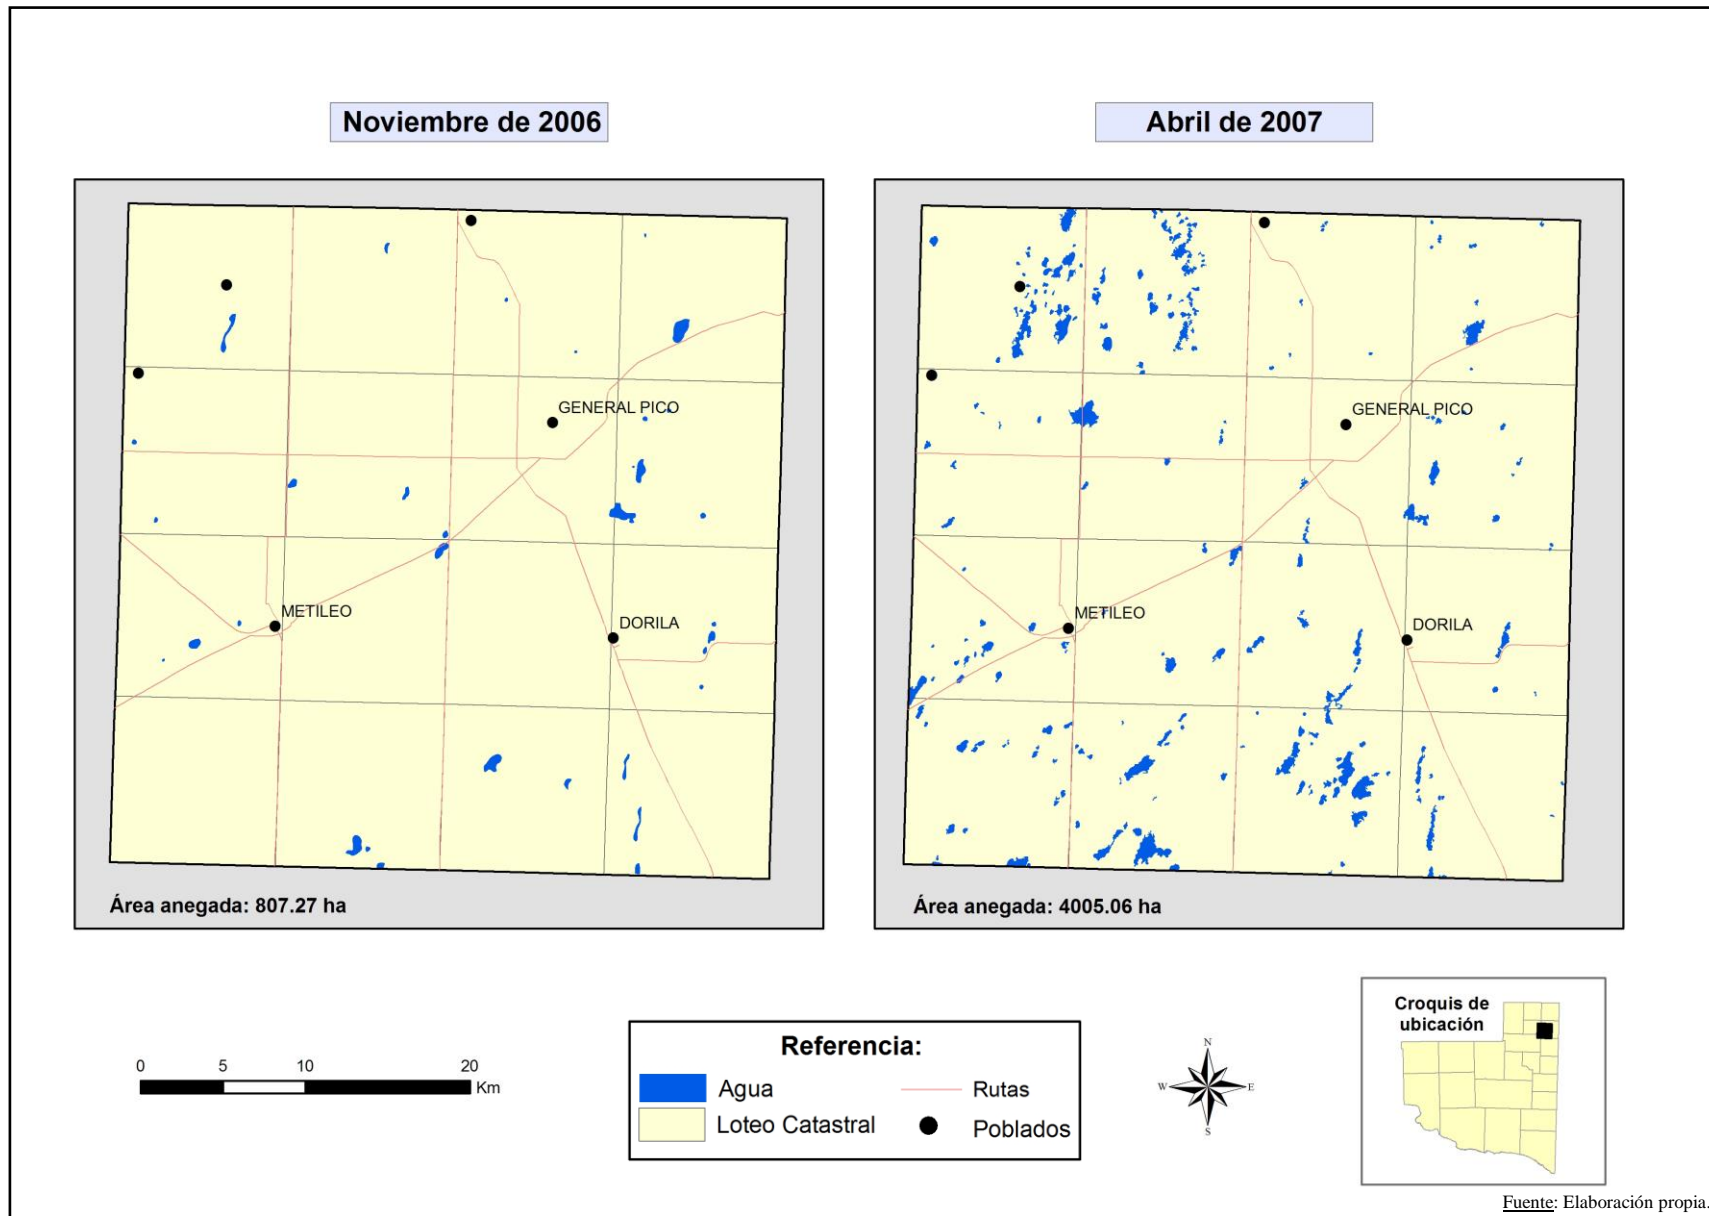 Noviembre de 2006
Abril de 2007
GENERAL PICO
METILEO
DORILA
Área anegada: 807.27 ha
GENERAL PICO
METILEO
DORILA
Área anegada: 4005.06 ha
0 5 10 20
Km
Referencia:
Agua
Rutas
Loteo Catastral
Poblados
N
W E
S
Croquis de
ubicación
Fuente: Elaboración propia.